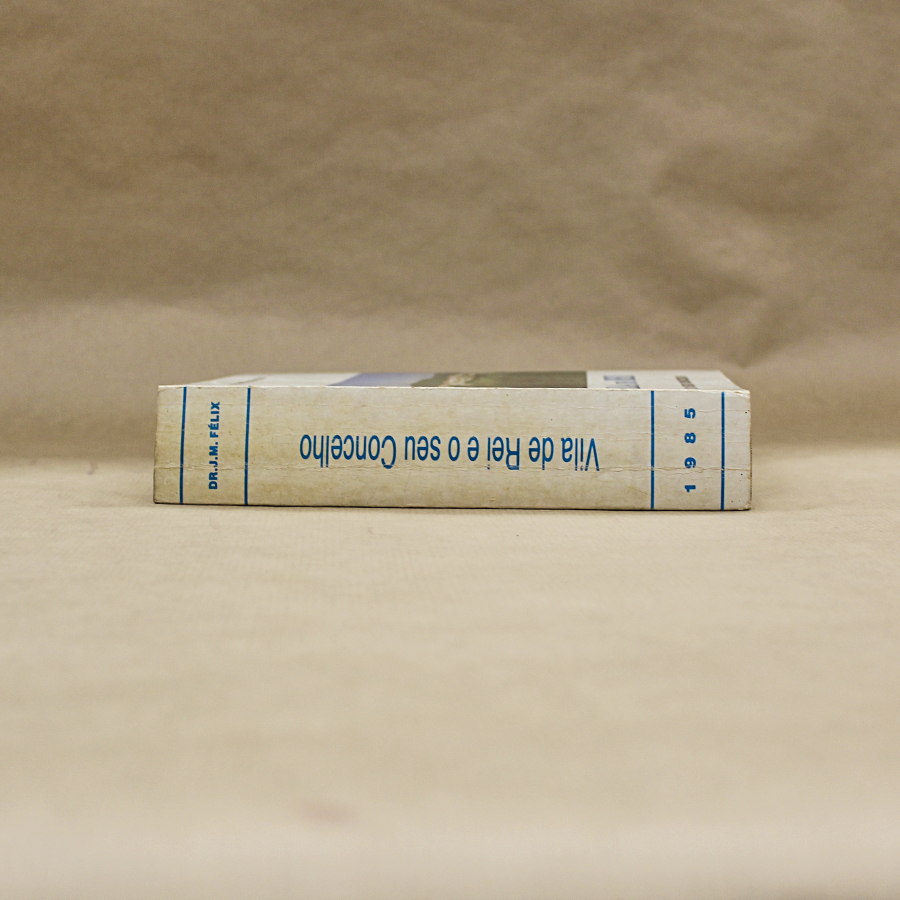 DR. J. M. FÉLIX
Vila de Rei e o seu Concelho
1985